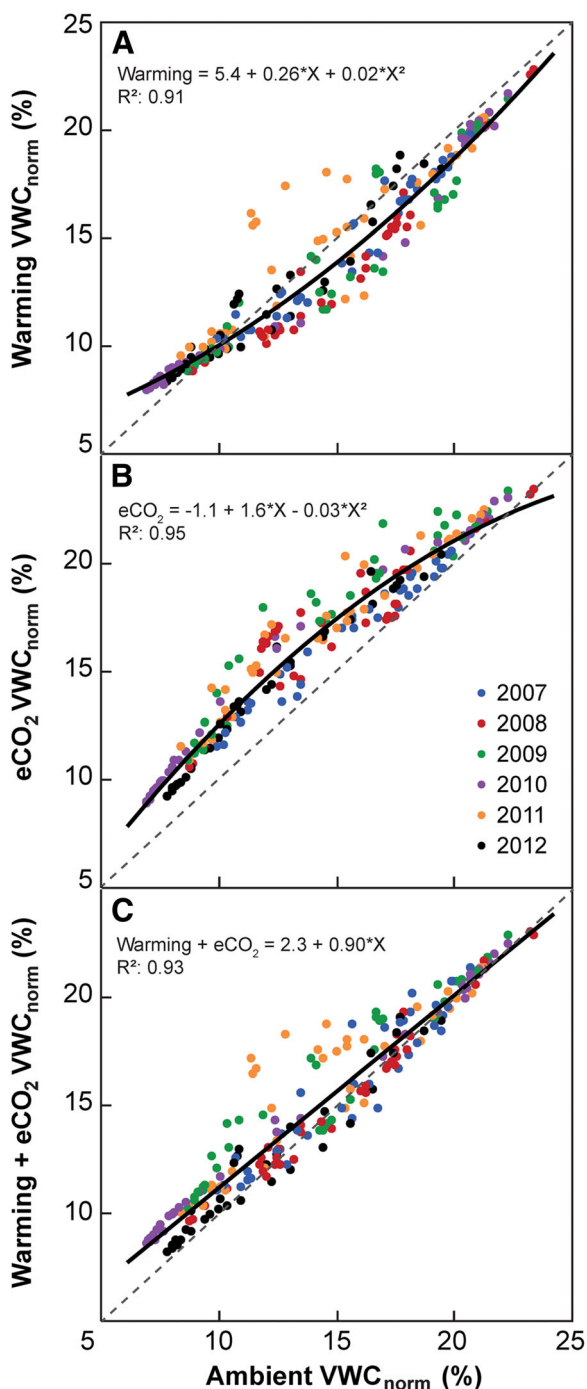 A
Warming = 5.4 + 0.26*X + 0.02*X²
R²: 0.91
Warming VWCnorm (%)
25
20
15
10
5
B
eCO₂ = -1.1 + 1.6*X - 0.03*X²
R²: 0.95
eCO₂ VWCnorm (%)
20
15
10
5
2007
2008
2009
2010
2011
2012
C
Warming + eCO₂ = 2.3 + 0.90*X
R²: 0.93
Warming + eCO₂ VWCnorm (%)
20
15
10
5 10 15 20 25
Ambient VWCnorm (%)